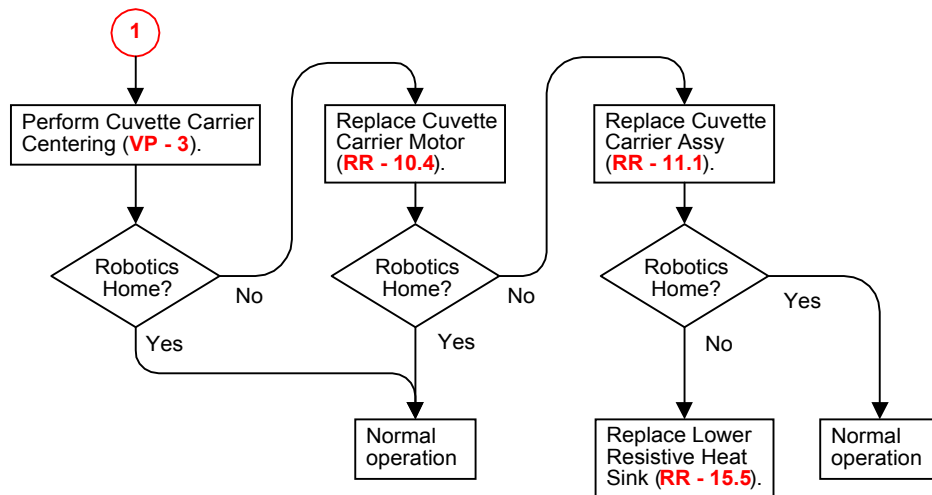 1
Perform Cuvette Carrier
Centering (VP - 3).
Robotics
Home?
No
Yes
Replace Cuvette
Carrier Motor
(RR - 10.4).
Robotics
Home?
No
Yes
Normal
operation
Replace Cuvette
Carrier Assy
(RR - 11.1).
Robotics
Home?
Yes
No
Replace Lower
Resistive Heat
Sink (RR - 15.5).
Normal
operation